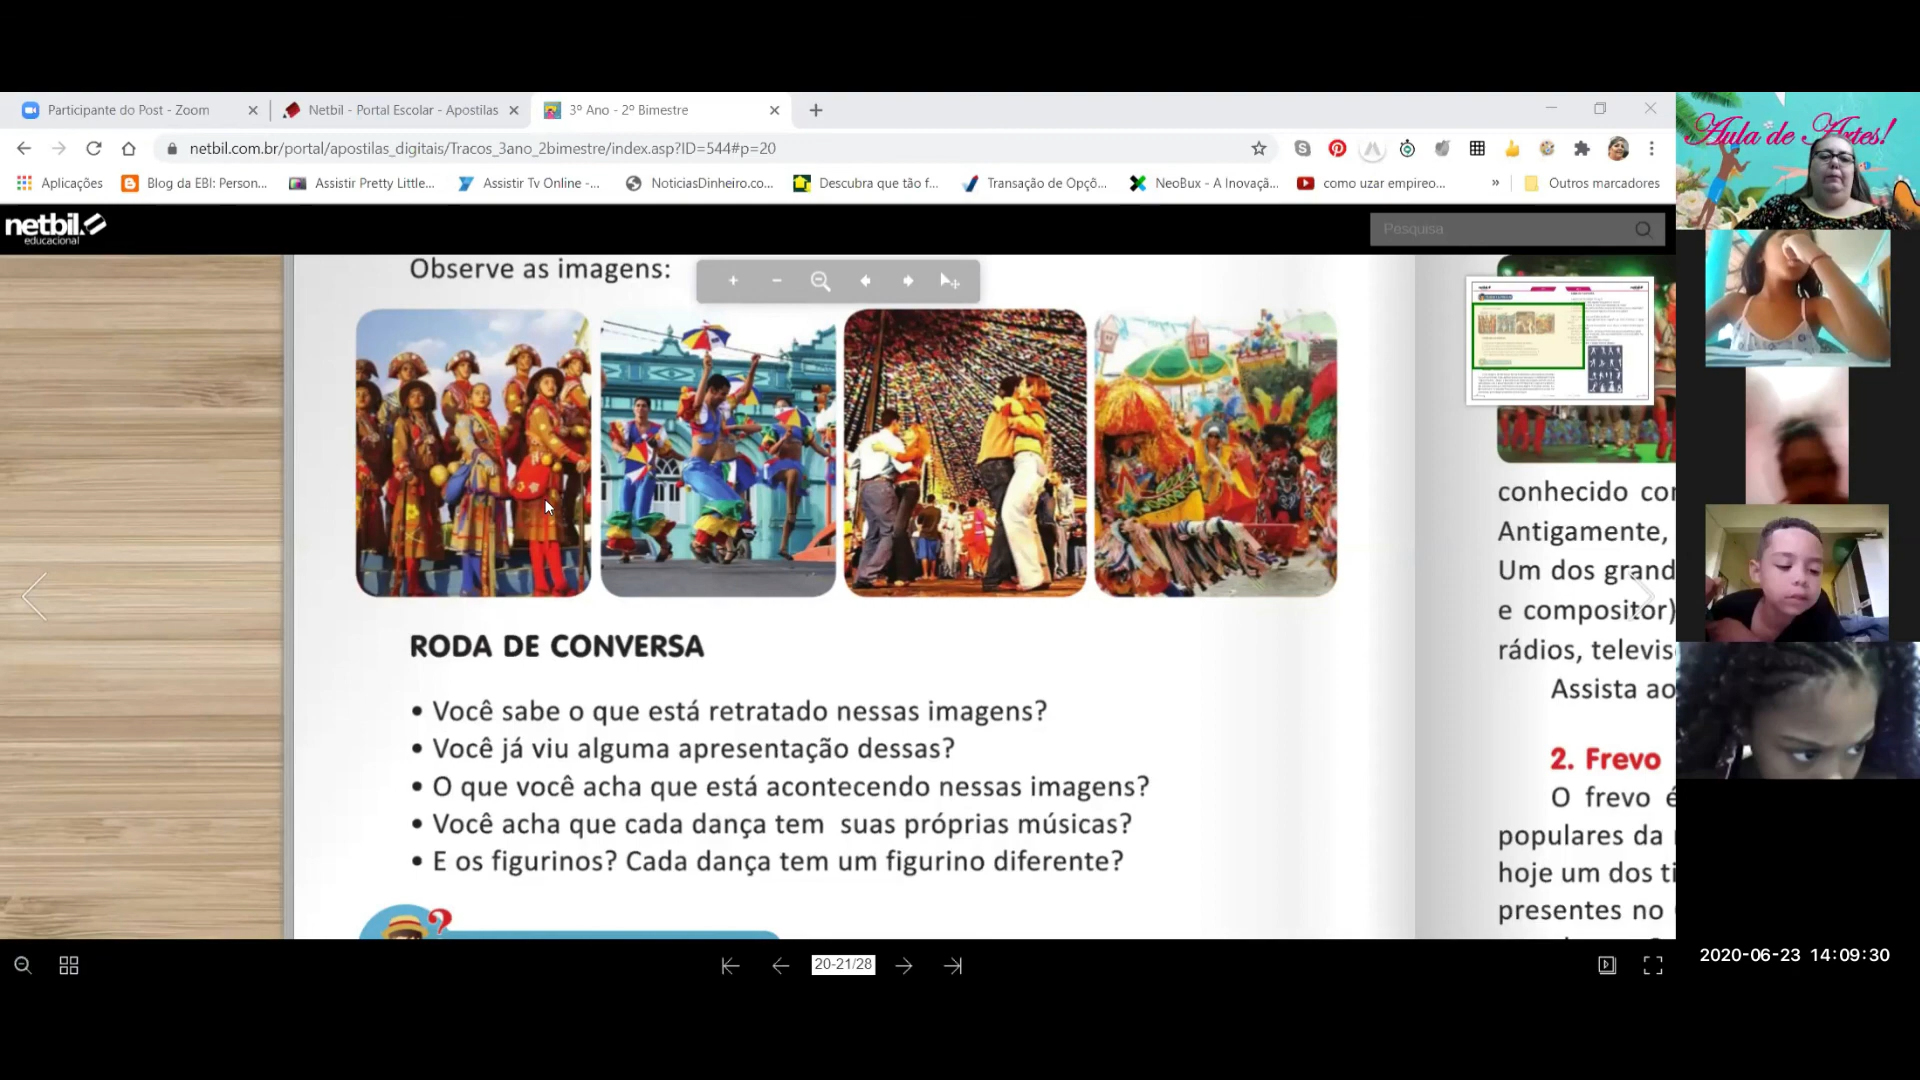 Participante do Post - Zoom
Netbil - Portal Escolar - Apostilas
3º Ano - 2º Bimestre
netbil.com.br/portal/apostilas_digitais/Tracos_3ano_2bimestre/index.asp?ID=544#p=20
Aplicações
Blog da EBI: Person...
Assistir Pretty Little...
Assistir Tv Online -...
NoticiasDinheiro.co...
Descubra que tão f...
Transação de Opçõ...
NeoBux - A Inovaçã...
como uzar empireo...
»
Outros marcadores
Aula de Artes!
netbil
educacional
Pesquisa
Observe as imagens:
RODA DE CONVERSA
• Você sabe o que está retratado nessas imagens?
• Você já viu alguma apresentação dessas?
• O que você acha que está acontecendo nessas imagens?
• Você acha que cada dança tem suas próprias músicas?
• E os figurinos? Cada dança tem um figurino diferente?
?
conhecido cor
Antigamente,
Um dos grand
e compositor)
rádios, televis
Assista ao
2. Frevo
O frevo é
populares da
hoje um dos ti
presentes no
20-21/28
2020-06-23 14:09:30